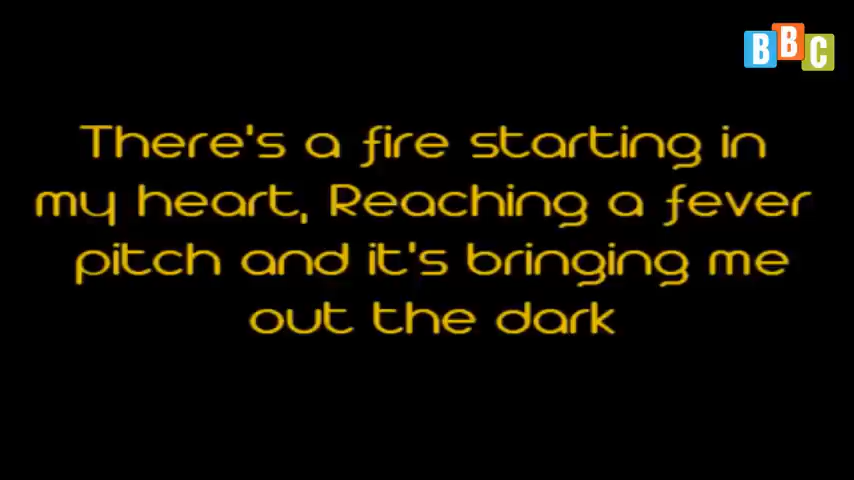 BBC
There's a fire starting in
my heart, Reaching a fever
pitch and it's bringing me
out the dark